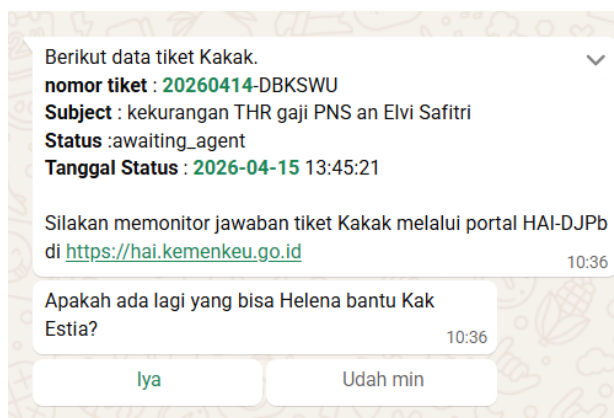 Berikut data tiket Kakak.
nomor tiket : 20260414-DBKSWU
Subject : kekurangan THR gaji PNS an Elvi Safitri
Status :awaiting_agent
Tanggal Status : 2026-04-15 13:45:21
Silakan memonitor jawaban tiket Kakak melalui portal HAI-DJPb
di https://hai.kemenkeu.go.id
10:36
Apakah ada lagi yang bisa Helena bantu Kak
Estia?
10:36
Iya
Udah min